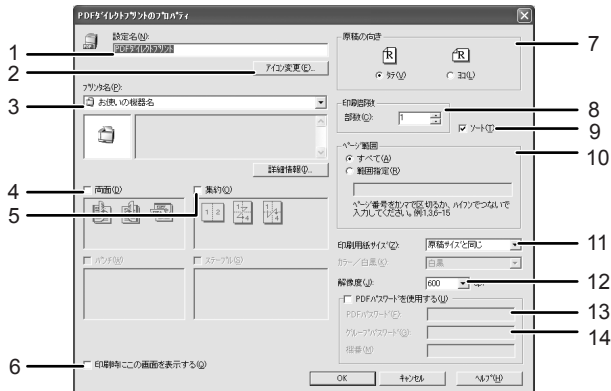 PDFﾀﾞｲﾚｸﾄﾌﾟﾘﾝﾄのﾌﾟﾛﾊﾟﾃｨ
1
設定名(N):
PDFﾀﾞｲﾚｸﾄﾌﾟﾘﾝﾄ
2
ｱｲｺﾝ変更(E)...
ﾌﾟﾘﾝﾀ名(P):
3
お使いの機器名
詳細情報(I)...
4
両面(D)
5
集約(O)
1 2
ﾊﾟﾝﾁ(W)
ｽﾃｰﾌﾟﾙ(G)
6
印刷時にこの画面を表示する(Q)
原稿の向き
7
R
R
ﾀﾃ(V)
ﾖｺ(L)
印刷部数
8
部数(C):
1
ｿｰﾄ(T)
9
ﾍﾟｰｼﾞ範囲
10
すべて(A)
範囲指定(R)
ﾍﾟｰｼﾞ番号をｶﾝﾏで区切るか、ﾊｲﾌﾝでつないで
入力してください。例1,3,6-15
印刷用紙ｻｲｽﾞ(Z):
原稿ｻｲｽﾞと同じ
11
ｶﾗｰ／白黒(K):
白黒
解像度(J):
600
12
PDFﾊﾟｽﾜｰﾄﾞを使用する(U)
PDFﾊﾟｽﾜｰﾄﾞ(F):
13
ｸﾞﾙｰﾌﾟﾊﾟｽﾜｰﾄﾞ(S):
14
OK
ｷｬﾝｾﾙ
ﾍﾙﾌﾟ(H)